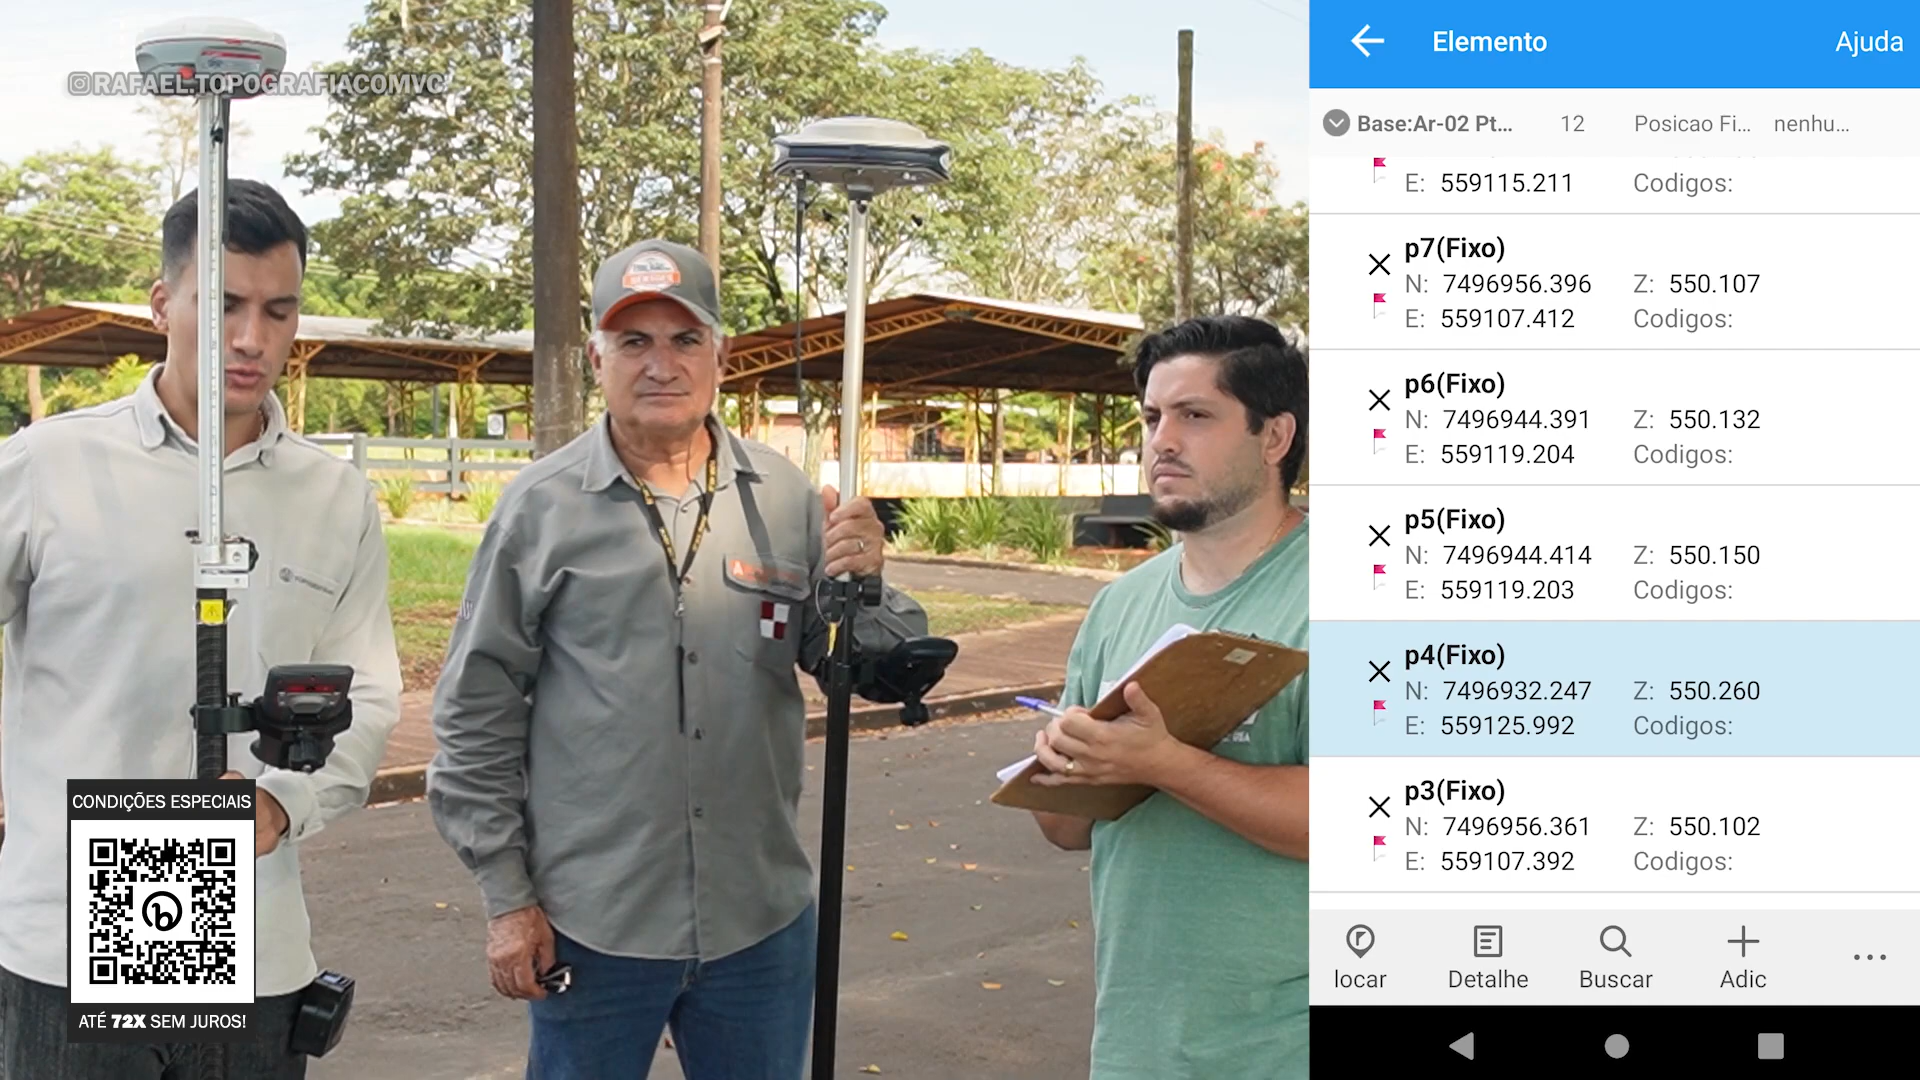 @RAFAEL.TOPOGRAFIACOMVC
CONDIÇÕES ESPECIAIS
ATÉ 72X SEM JUROS!
Elemento
Ajuda
Base:Ar-02 Pt... 12 Posicao Fi... nenhu...
E: 559115.211 Codigos:
p7(Fixo)
N: 7496956.396 Z: 550.107
E: 559107.412 Codigos:
p6(Fixo)
N: 7496944.391 Z: 550.132
E: 559119.204 Codigos:
p5(Fixo)
N: 7496944.414 Z: 550.150
E: 559119.203 Codigos:
p4(Fixo)
N: 7496932.247 Z: 550.260
E: 559125.992 Codigos:
p3(Fixo)
N: 7496956.361 Z: 550.102
E: 559107.392 Codigos:
locar Detalhe Buscar Adic